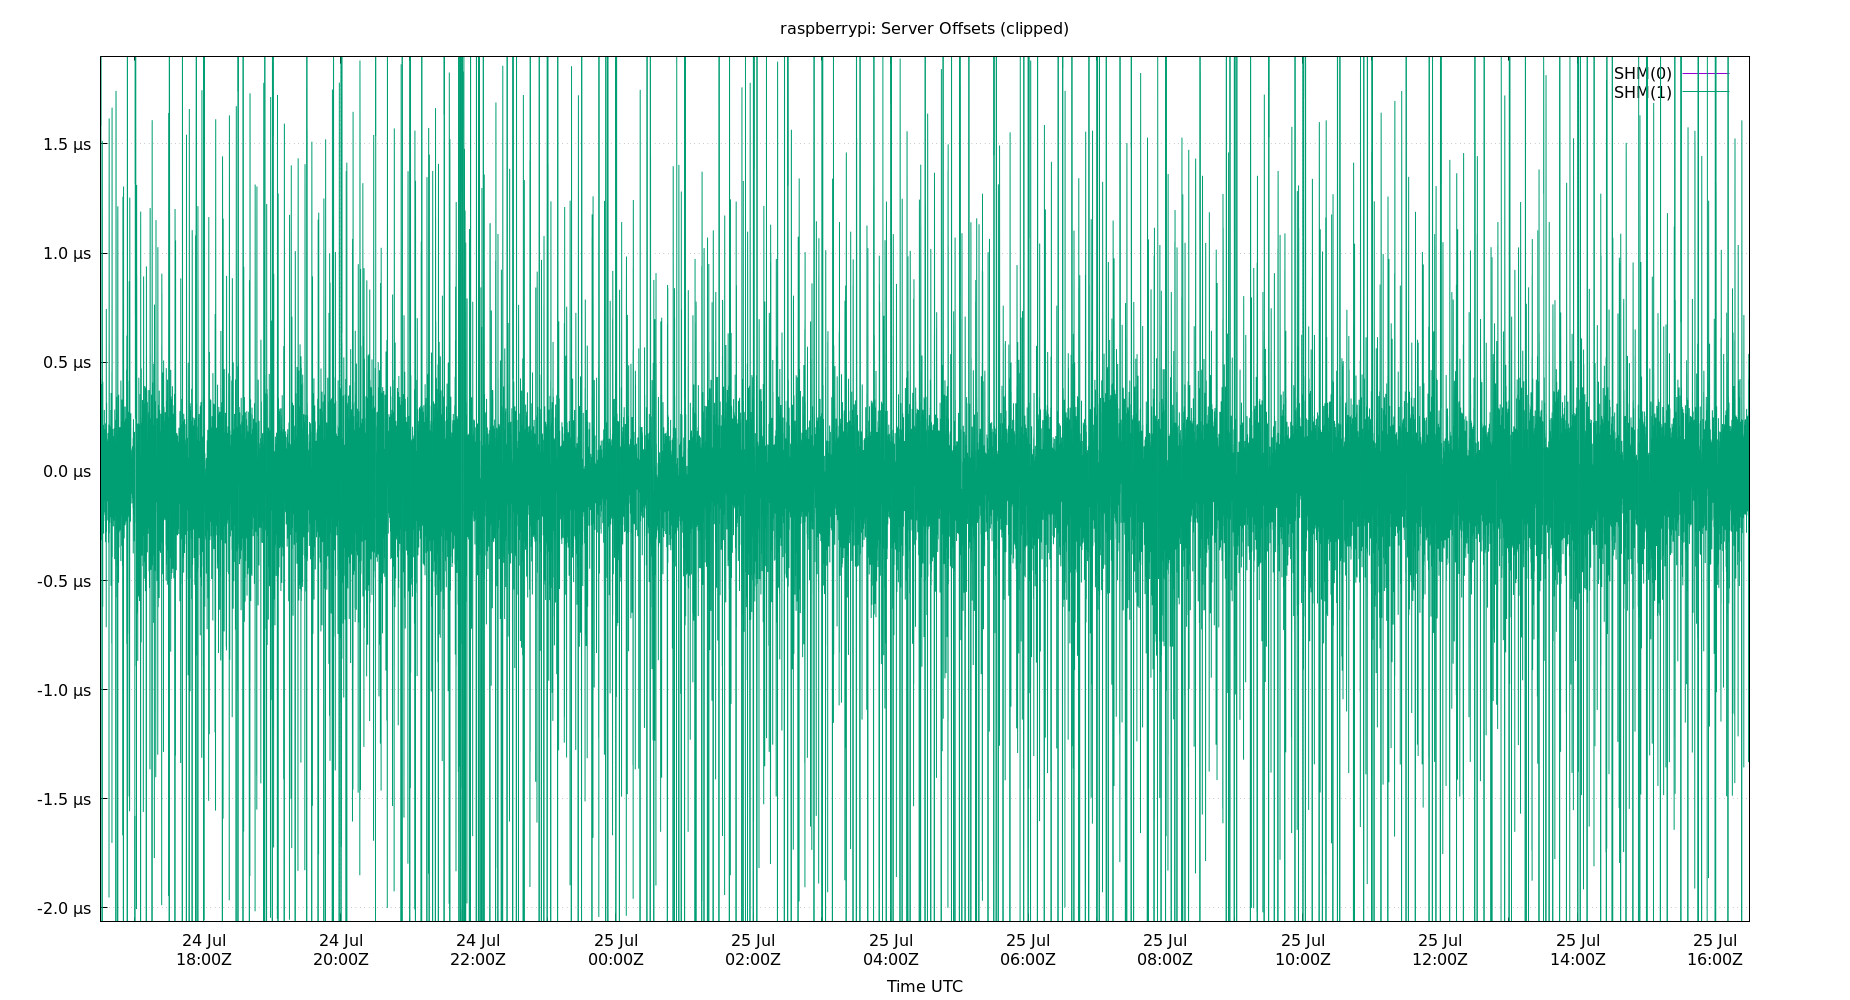 raspberrypi: Server Offsets (clipped)
SHM(0)
SHM(1)
1.5 µs
1.0 µs
0.5 µs
0.0 µs
-0.5 µs
-1.0 µs
-1.5 µs
-2.0 µs
24 Jul 24 Jul 24 Jul 25 Jul 25 Jul 25 Jul 25 Jul 25 Jul 25 Jul 25 Jul 25 Jul 25 Jul
18:00Z 20:00Z 22:00Z 00:00Z 02:00Z 04:00Z 06:00Z 08:00Z 10:00Z 12:00Z 14:00Z 16:00Z
Time UTC